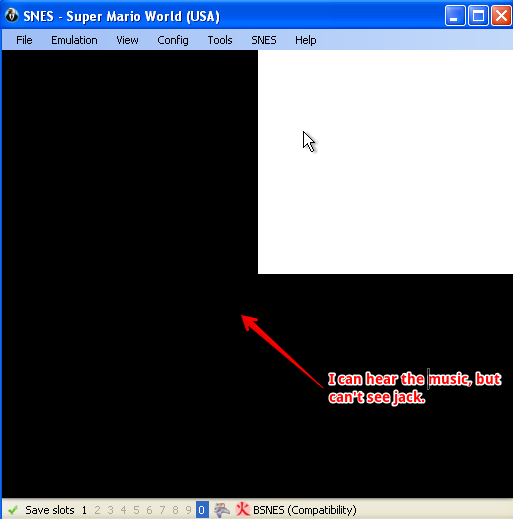 SNES - Super Mario World (USA)
File Emulation View Config Tools SNES Help
I can hear the music, but
can't see jack.
Save slots 1 2 3 4 5 6 7 8 9 0 火 BSNES (Compatibility)